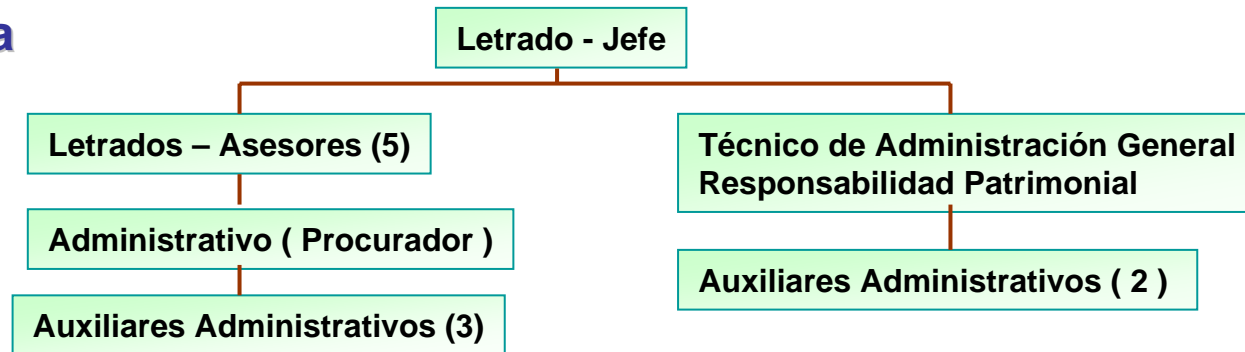 Letrado - Jefe
Letrados – Asesores (5)
Administrativo ( Procurador )
Auxiliares Administrativos (3)
Técnico de Administración General
Responsabilidad Patrimonial
Auxiliares Administrativos ( 2 )